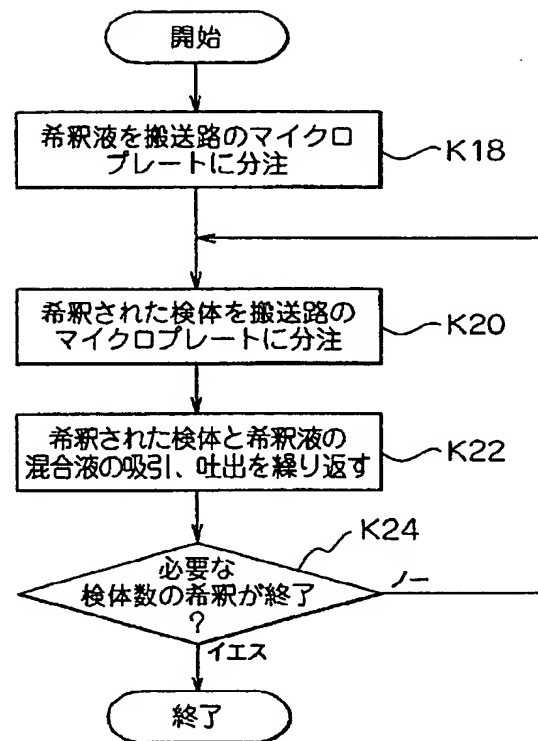 開始
希釈液を搬送路のマイクロ
プレートに分注
K18
希釈された検体を搬送路の
マイクロプレートに分注
K20
希釈された検体と希釈液の
混合液の吸引、吐出を繰り返す
K22
K24
必要な
検体数の希釈が終了
?
ノー
イエス
終了